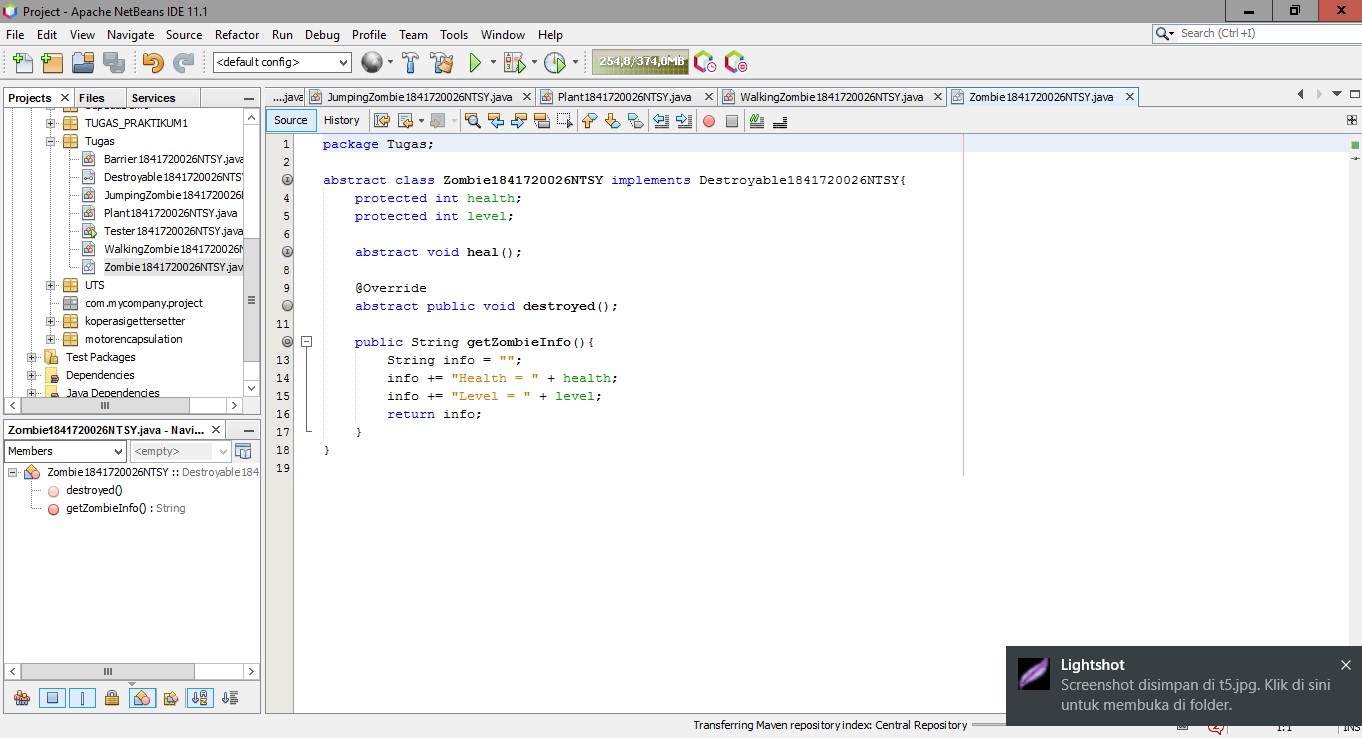 Project - Apache NetBeans IDE 11.1
File Edit View Navigate Source Refactor Run Debug Profile Team Tools Window Help
Search (Ctrl+I)
<default config>
254,8/374,0MB
Projects Files Services
TUGAS_PRAKTIKUM1
Tugas
Barrier1841720026NTSY.java
Destroyable1841720026NTSY
JumpingZombie1841720026
Plant1841720026NTSY.java
Tester1841720026NTSY.java
WalkingZombie1841720026N
Zombie1841720026NTSY.jav
UTS
com.mycompany.project
koperasigettersetter
motorencapsulation
Test Packages
Dependencies
Java Dependencies
Zombie1841720026NTSY.java - Navi...
Members
<empty>
Zombie1841720026NTSY :: Destroyable184
destroyed()
getZombieInfo() : String
....java JumpingZombie1841720026NTSY.java Plant1841720026NTSY.java WalkingZombie1841720026NTSY.java Zombie1841720026NTSY.java
Source History
1 package Tugas;
2
abstract class Zombie1841720026NTSY implements Destroyable1841720026NTSY{
4 protected int health;
5 protected int level;
6
abstract void heal();
8
9 @Override
abstract public void destroyed();
11
public String getZombieInfo(){
13 String info = "";
14 info += "Health = " + health;
15 info += "Level = " + level;
16 return info;
17 }
18 }
19
Lightshot
Screenshot disimpan di t5.jpg. Klik di sini
untuk membuka di folder.
Transferring Maven repository index: Central Repository
1:1
INS